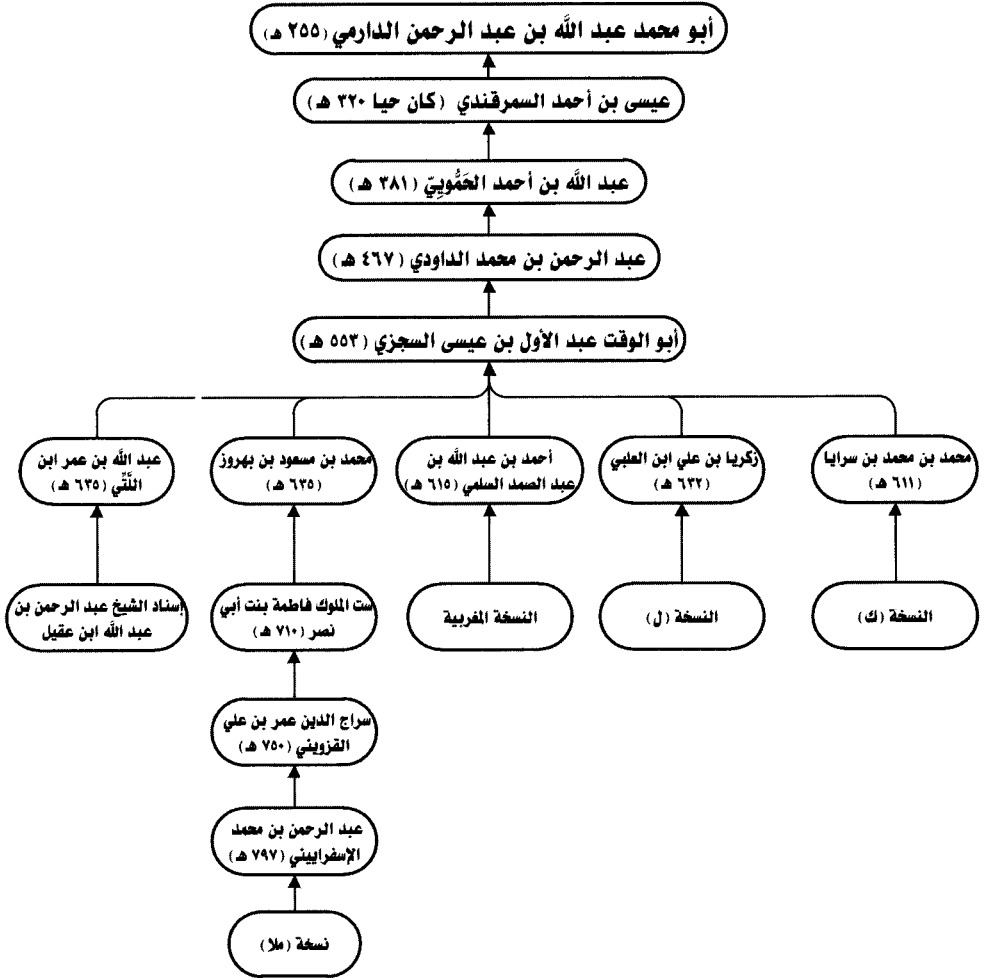 أبو محمد عبد الله بن عبد الرحمن الدارمي (٢٥٥ هـ)
عيسى بن أحمد السمرقندي (كان حيا ٣٢٠ هـ)
عبد الله بن أحمد الحَمُّويِيّ (٣٨١ هـ)
عبد الرحمن بن محمد الداودي (٤٦٧ هـ)
أبو الوقت عبد الأول بن عيسى السجزي (٥٥٣ هـ)
محمد بن محمد بن سرايا
(٦١١ هـ)
زكريا بن علي ابن العلبي
(٦٣٢ هـ)
أحمد بن عبد الله بن
عبد الصمد السلمي (٦١٥ هـ)
محمد بن مسعود بن بهروز
(٦٣٥ هـ)
عبد الله بن عمر ابن
اللَّتِّي (٦٣٥ هـ)
النسخة (ك)
النسخة (ل)
النسخة المغربية
ست الملوك فاطمة بنت أبي
نصر (٧١٠ هـ)
إسناد الشيخ عبد الرحمن بن
عبد الله ابن عقيل
سراج الدين عمر بن علي
القزويني (٧٥٠ هـ)
عبد الرحمن بن محمد
الإسفراييني (٧٩٧ هـ)
نسخة (ملا)